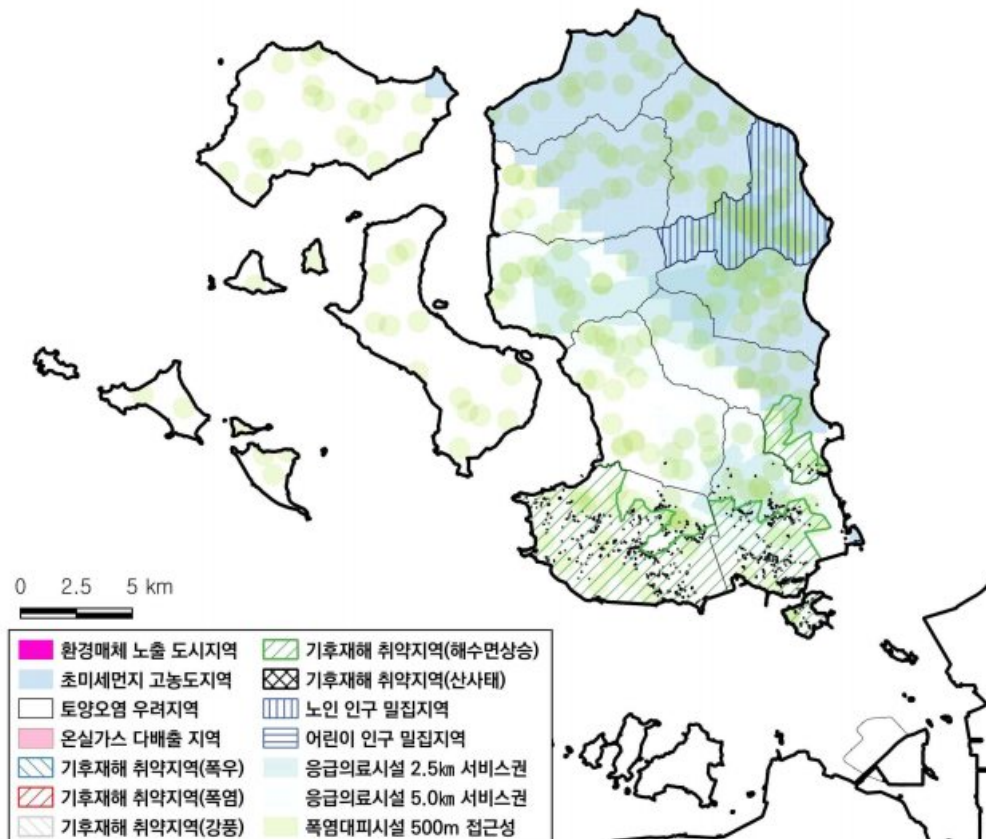 0 2.5 5 km
환경매체 노출 도시지역
초미세먼지 고농도지역
토양오염 우려지역
온실가스 다배출 지역
기후재해 취약지역(폭우)
기후재해 취약지역(폭염)
기후재해 취약지역(강풍)
기후재해 취약지역(해수면상승)
기후재해 취약지역(산사태)
노인 인구 밀집지역
어린이 인구 밀집지역
응급의료시설 2.5㎞ 서비스권
응급의료시설 5.0㎞ 서비스권
폭염대피시설 500m 접근성